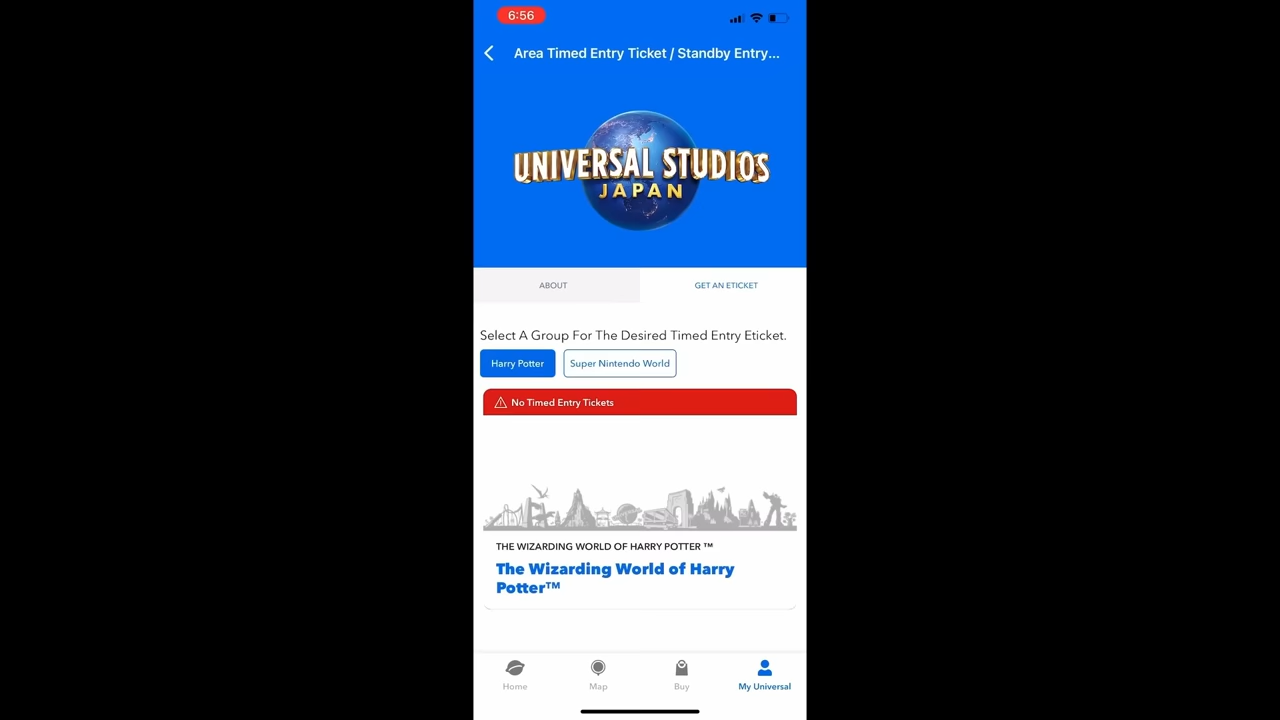 6:56
Area Timed Entry Ticket / Standby Entry...
UNIVERSAL STUDIOS
JAPAN
ABOUT
GET AN ETICKET
Select A Group For The Desired Timed Entry Eticket.
Harry Potter
Super Nintendo World
No Timed Entry Tickets
THE WIZARDING WORLD OF HARRY POTTER ™
The Wizarding World of Harry
Potter™
Home
Map
Buy
My Universal